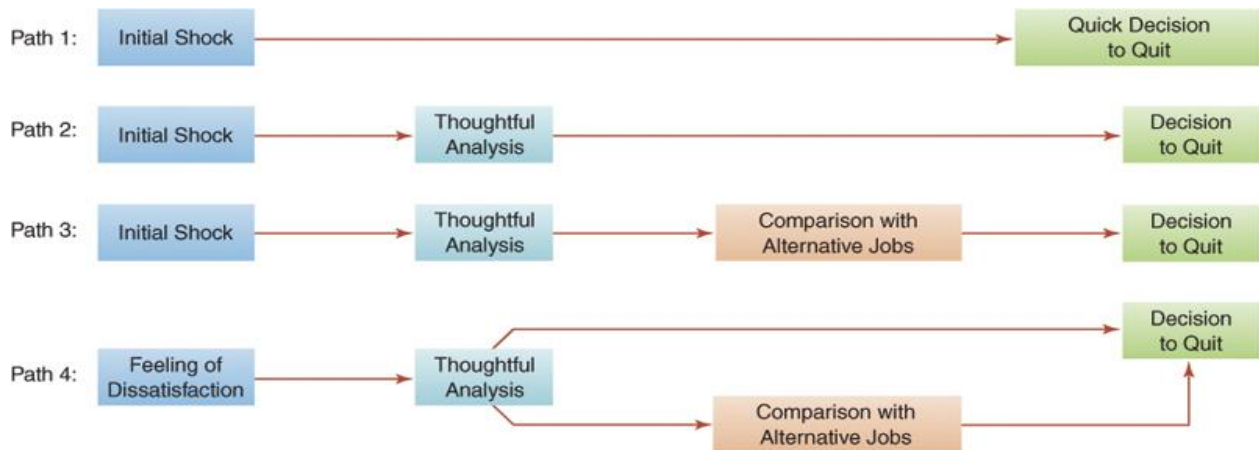 Path 1:
Initial Shock
Quick Decision
to Quit
Path 2:
Initial Shock
Thoughtful
Analysis
Decision
to Quit
Path 3:
Initial Shock
Thoughtful
Analysis
Comparison with
Alternative Jobs
Decision
to Quit
Path 4:
Feeling of
Dissatisfaction
Thoughtful
Analysis
Decision
to Quit
Comparison with
Alternative Jobs